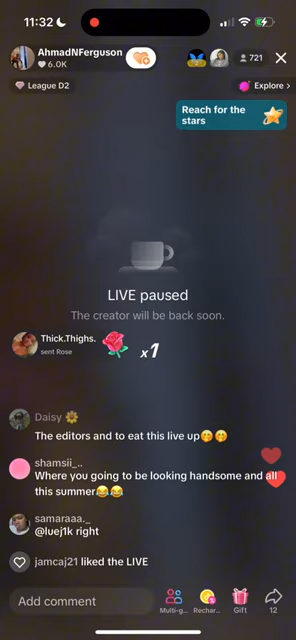 11:32
AhmadNFerguson
6.0K
721
League D2
Explore >
Reach for the
stars
LIVE paused
The creator will be back soon.
Thick.Thighs.
sent Rose
x1
Daisy 🌼
The editors and to eat this live up🤭🤭
shamsii_..
Where you going to be looking handsome and all
this summer😂😂
samaraaa._
@luej1k right
jamcaj21 liked the LIVE
Add comment
Multi-g...
Rechar...
Gift
12